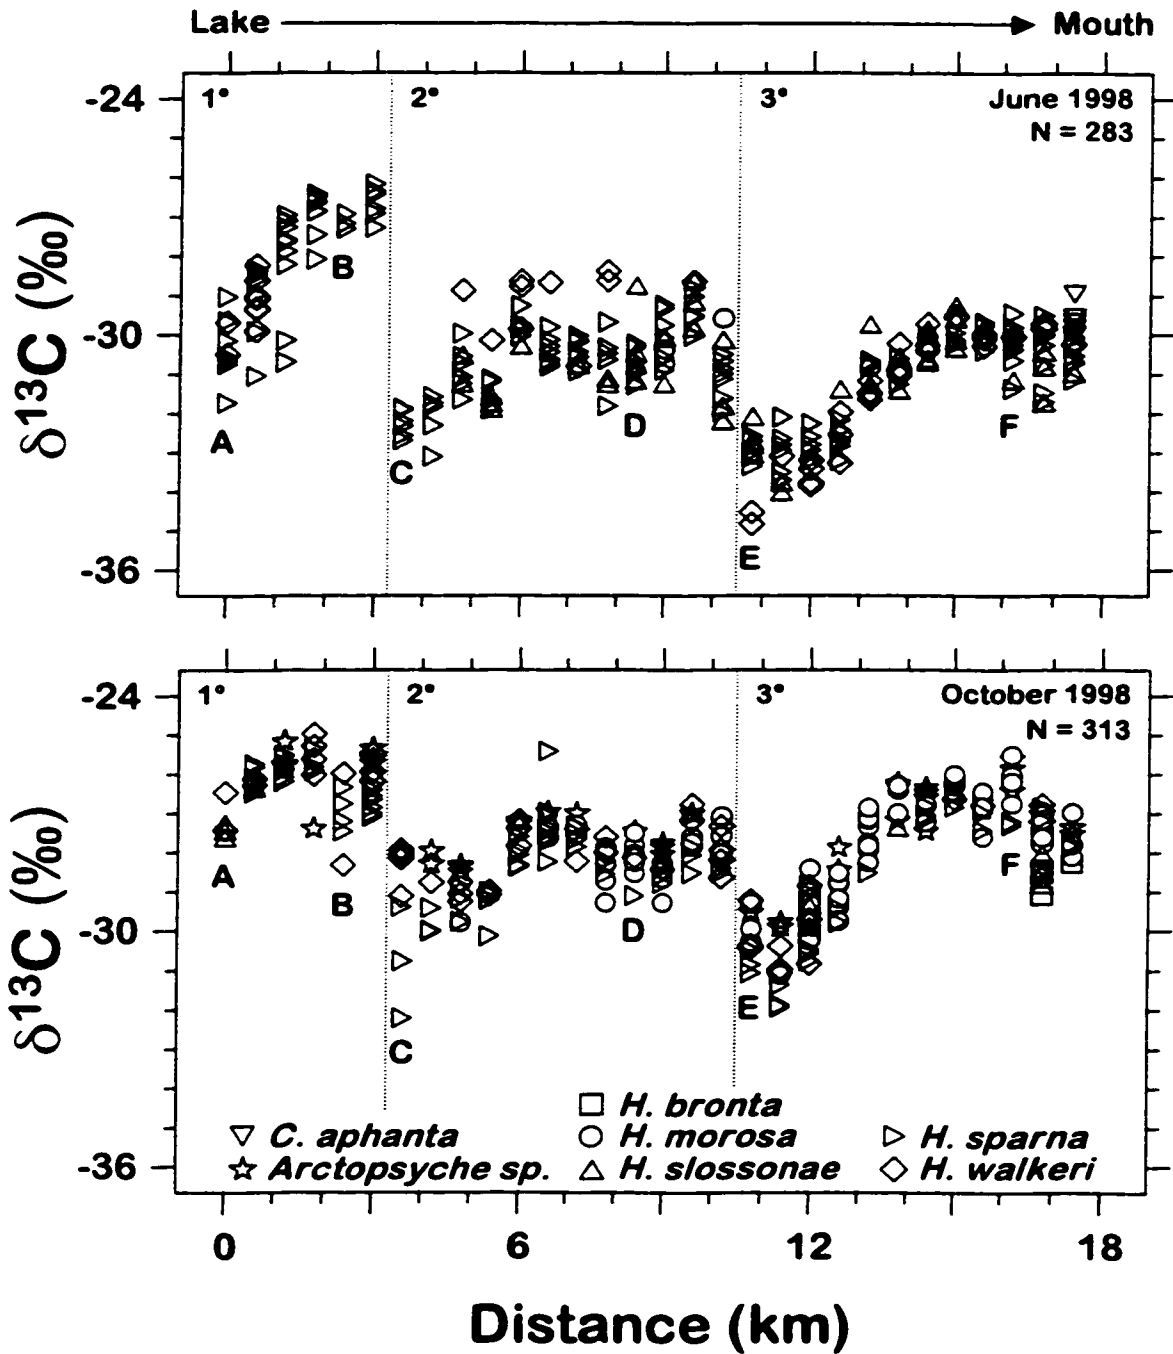 Lake Mouth
-24 1° 2° 3° June 1998
N = 283
B
-30
A C D F
E
-36
δ¹³C (‰)
-24 1° 2° 3° October 1998
N = 313
A B D F
-30
C E
H. bronta
C. aphanta H. morosa H. sparna
Arctopsyche sp. H. slossonae H. walkeri
-36
δ¹³C (‰)
0 6 12 18
Distance (km)